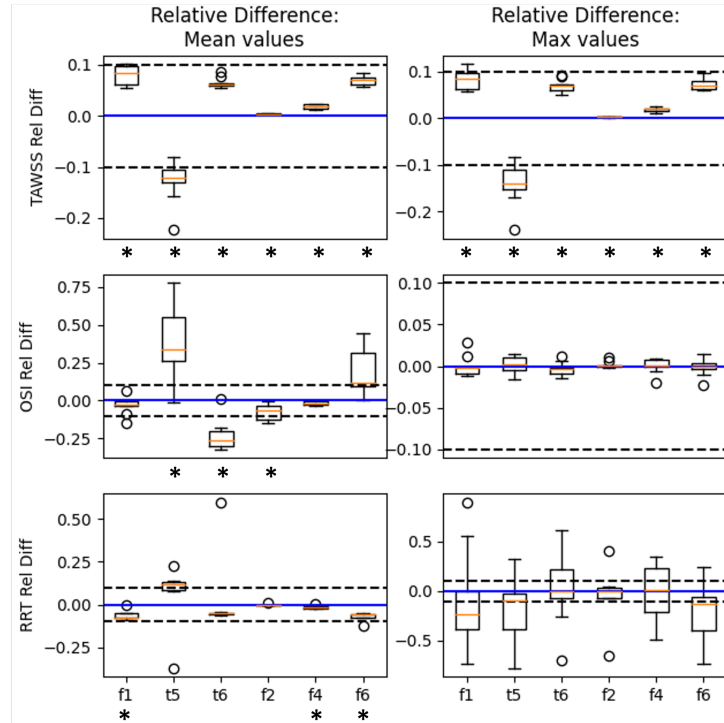 Relative Difference:
Mean values
Relative Difference:
Max values
TAWSS Rel Diff
0.1
0.0
−0.1
−0.2
* * * * * *
0.1
0.0
−0.1
−0.2
* * * * * *
OSI Rel Diff
0.75
0.50
0.25
0.00
−0.25
* * *
0.10
0.05
0.00
−0.05
−0.10
RRT Rel Diff
0.50
0.25
0.00
−0.25
f1 t5 t6 f2 f4 f6
* * *
0.5
0.0
−0.5
f1 t5 t6 f2 f4 f6